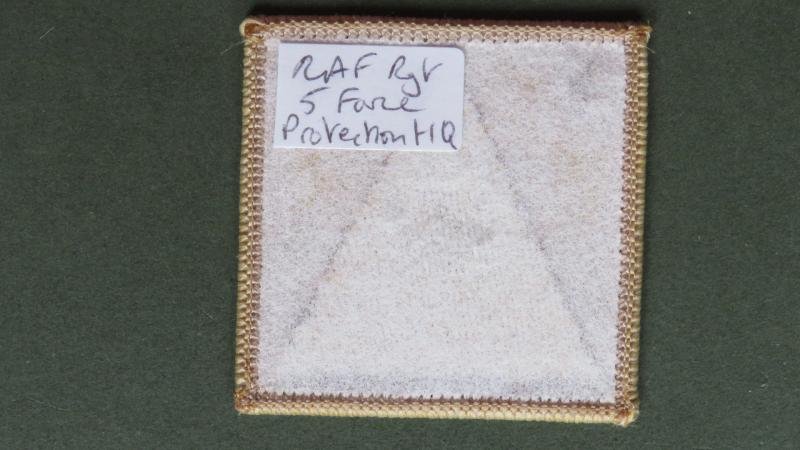 RAF Rgt
5 Force
Protection HQ